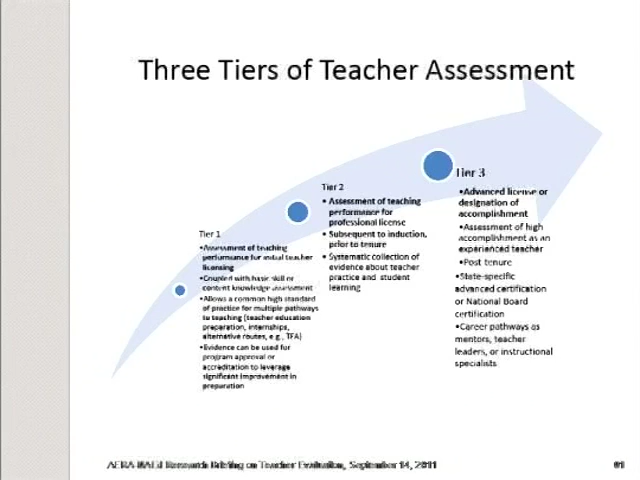 Three Tiers of Teacher Assessment
Tier 1
•Assessment of teaching
performance for initial teacher
licensing
•Coupled with basic skill or
content knowledge assessment
•Allows a common high standard
of practice for multiple pathways
to teaching (teacher education
preparation, internships,
alternative routes, e.g., TFA)
•Evidence can be used for
program approval or
accreditation to leverage
significant improvement in
preparation
Tier 2
• Assessment of teaching
performance for
professional license
• Subsequent to induction,
prior to tenure
• Systematic collection of
evidence about teacher
practice and student
learning
Tier 3
•Advanced license or
designation of
accomplishment
•Assessment of high
accomplishment as an
experienced teacher
•Post tenure
•State-specific
advanced certification
or National Board
certification
•Career pathways as
mentors, teacher
leaders, or instructional
specialists
Research Briefing on Teacher Evaluation, September 14, 2011